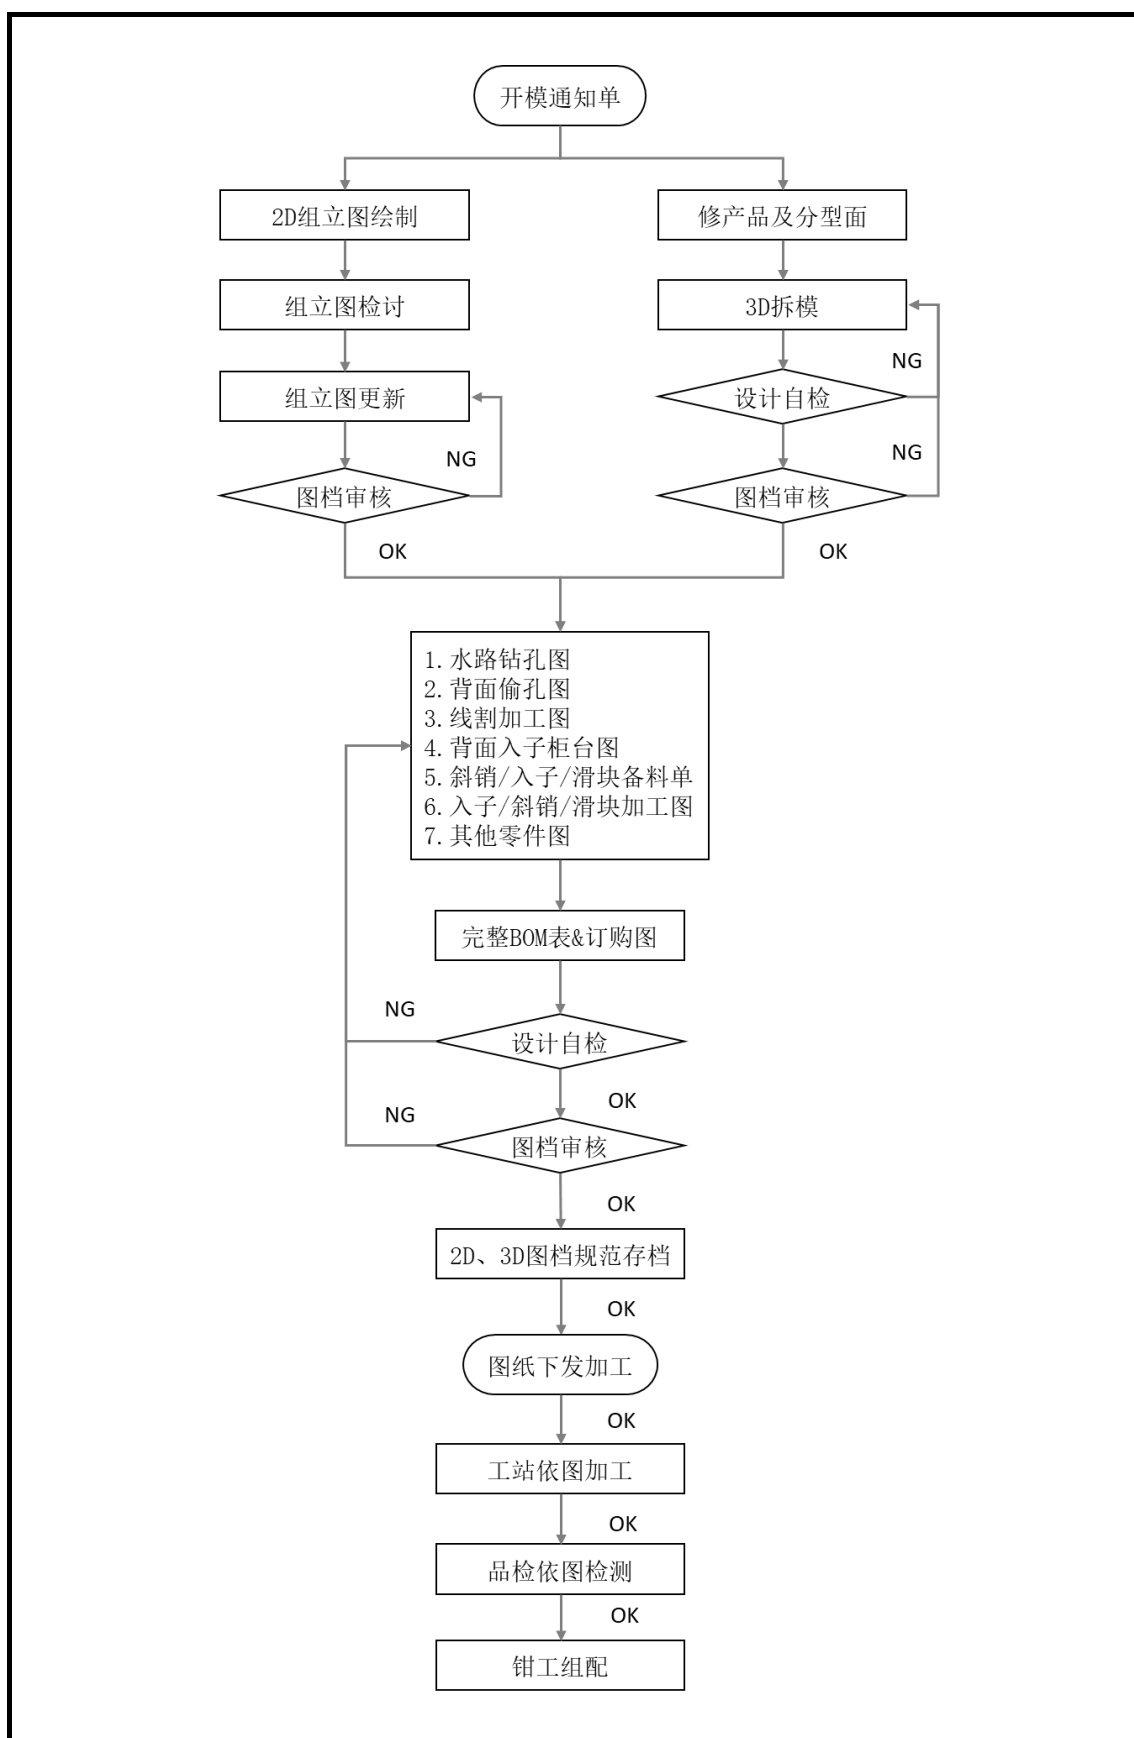 开模通知单
2D组立图绘制
修产品及分型面
组立图检讨
3D拆模
NG
组立图更新
设计自检
NG
NG
图档审核
图档审核
OK
OK
1.水路钻孔图
2.背面偷孔图
3.线割加工图
4.背面入子柜台图
5.斜销/入子/滑块备料单
6.入子/斜销/滑块加工图
7.其他零件图
完整BOM表&订购图
NG
设计自检
OK
NG
图档审核
OK
2D、3D图档规范存档
OK
图纸下发加工
OK
工站依图加工
OK
品检依图检测
OK
钳工组配